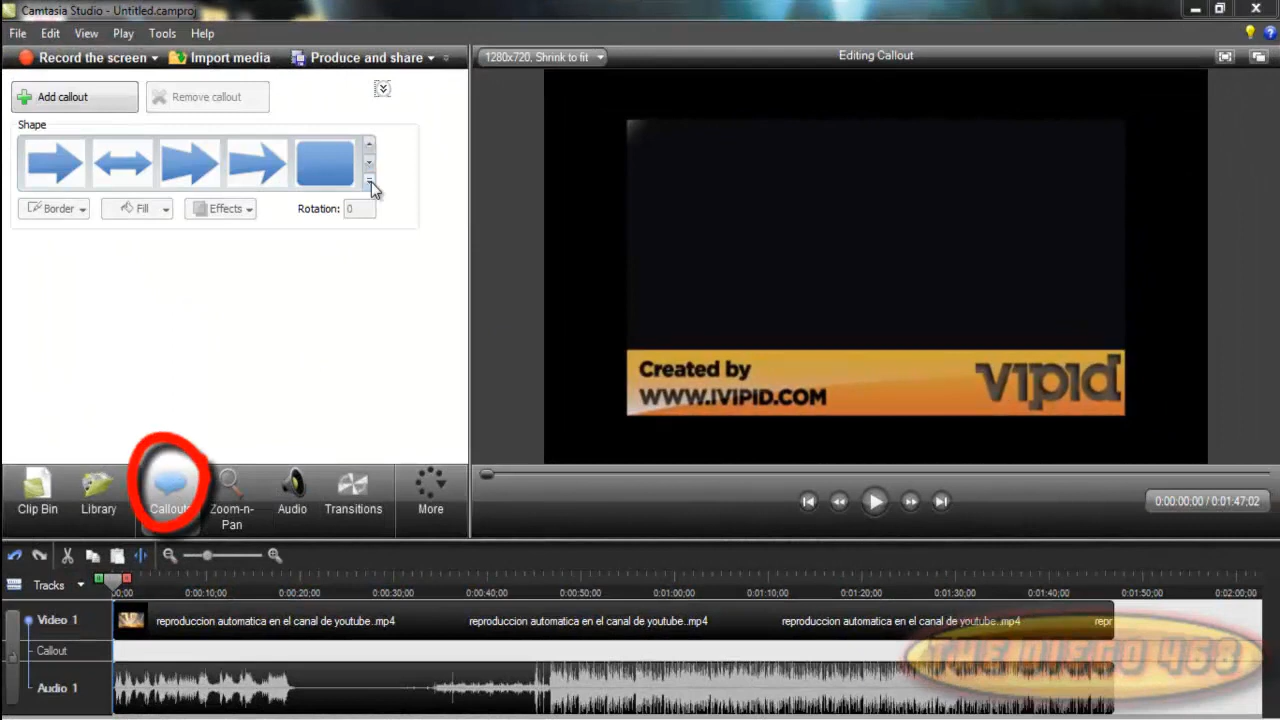 Camtasia Studio - Untitled.camproj
File Edit View Play Tools Help
Record the screen Import media Produce and share
1280x720, Shrink to fit
Editing Callout
Add callout
Remove callout
Shape
Border Fill Effects Rotation: 0
Created by
WWW.IVIPID.COM
vipid
Clip Bin Library Callouts Zoom-n-Pan Audio Transitions More
0:00:00,00 / 0:01:47,02
Tracks
00;00 0:00:10;00 0:00:20;00 0:00:30;00 0:00:40;00 0:00:50;00 0:01:00;00 0:01:10;00 0:01:20;00 0:01:30;00 0:01:40;00 0:01:50;00 0:02:00;00
Video 1 reproduccion automatica en el canal de youtube..mp4 reproduccion automatica en el canal de youtube..mp4 reproduccion automatica en el canal de youtube..mp4 repr
Callout
THE DIEGO 468
Audio 1